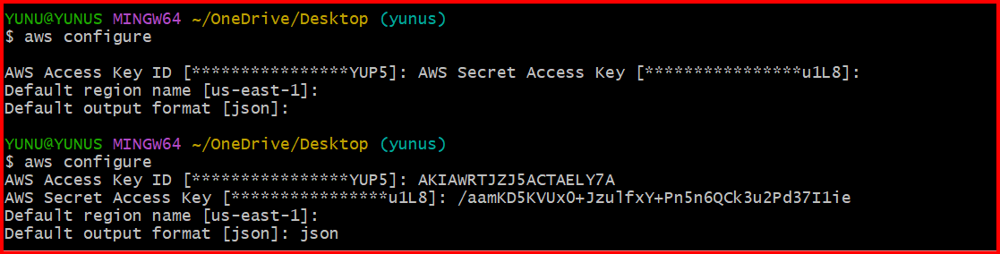 YUNU@YUNUS MINGW64 ~/OneDrive/Desktop (yunus)
$ aws configure
AWS Access Key ID [****************YUP5]: AWS Secret Access Key [****************u1L8]:
Default region name [us-east-1]:
Default output format [json]:
YUNU@YUNUS MINGW64 ~/OneDrive/Desktop (yunus)
$ aws configure
AWS Access Key ID [****************YUP5]: AKIAWRTJZJ5ACTAELY7A
AWS Secret Access Key [****************u1L8]: 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
Default region name [us-east-1]:
Default output format [json]: json